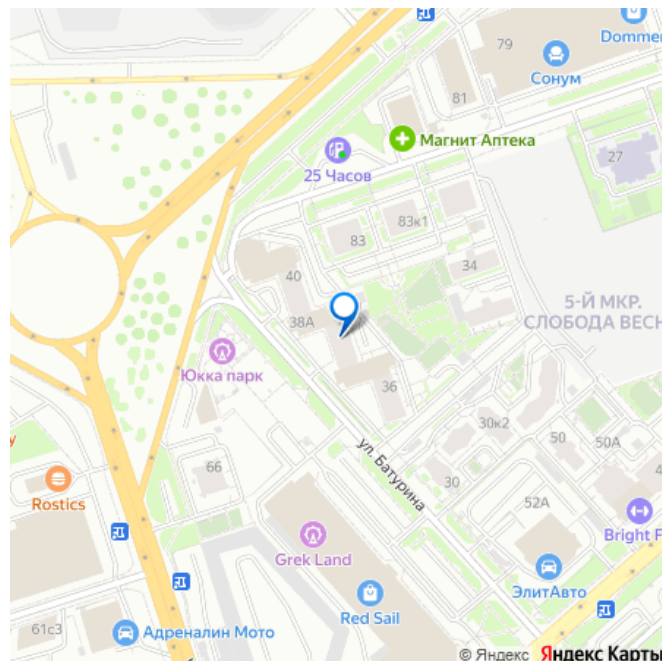 Dommer
79
Сонум
81
Магнит Аптека
25 Часов
27
83к1
83
34
40
5-Й МКР.
СЛОБОДА ВЕСН
38А
Юкка парк
36
30к2
50
50А
4
ул. Батурина
66
30
52А
y
Rostics
Bright F
Grek Land
ЭлитАвто
Red Sail
61с3
Адреналин Мото
© Яндекс Яндекс Карты